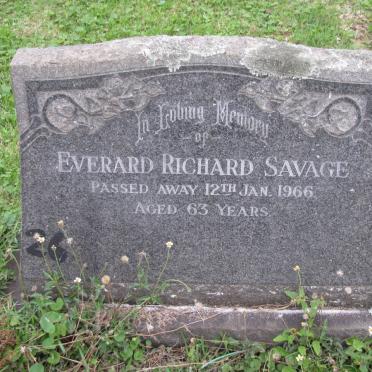 In Loving Memory
of
EVERARD RICHARD SAVAGE
PASSED AWAY 12TH JAN. 1966
AGED 63 YEARS